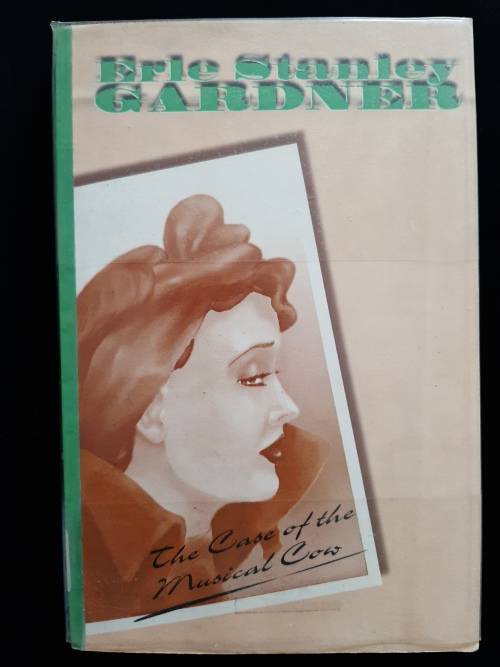 Erle Stanley
GARDNER
The Case of the
Musical Cow